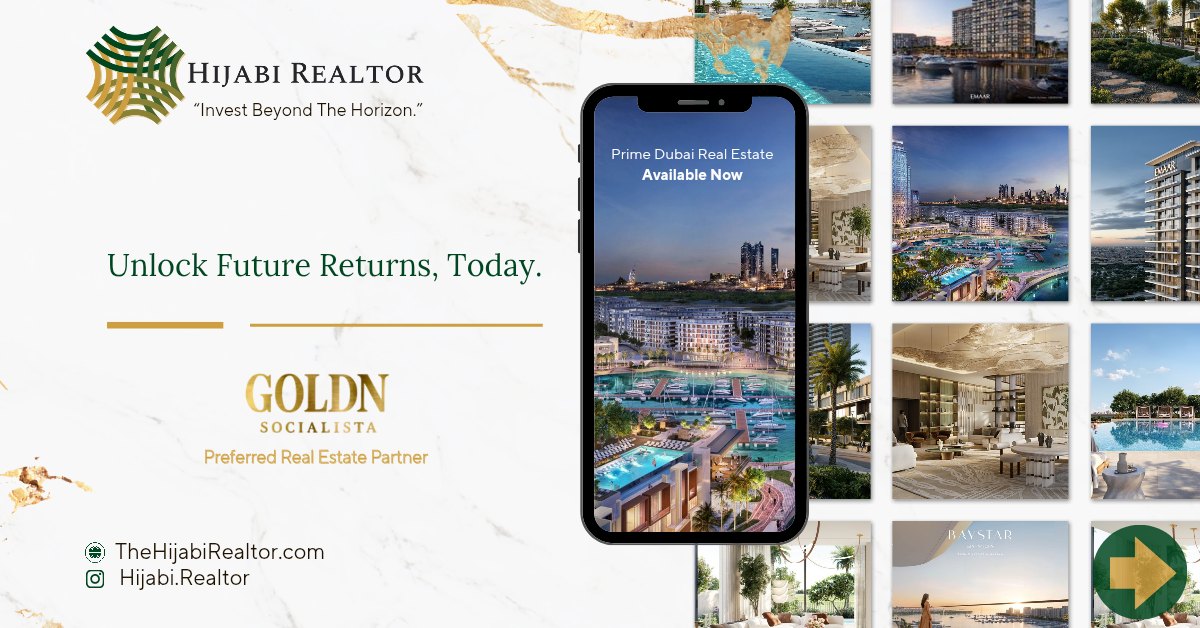 HIJABI REALTOR
“Invest Beyond The Horizon.”
Unlock Future Returns, Today.
GOLDN
SOCIALISTA
Preferred Real Estate Partner
TheHijabiRealtor.com
Hijabi.Realtor
Prime Dubai Real Estate
Available Now
EMAAR
EMAAR
BAYSTAR